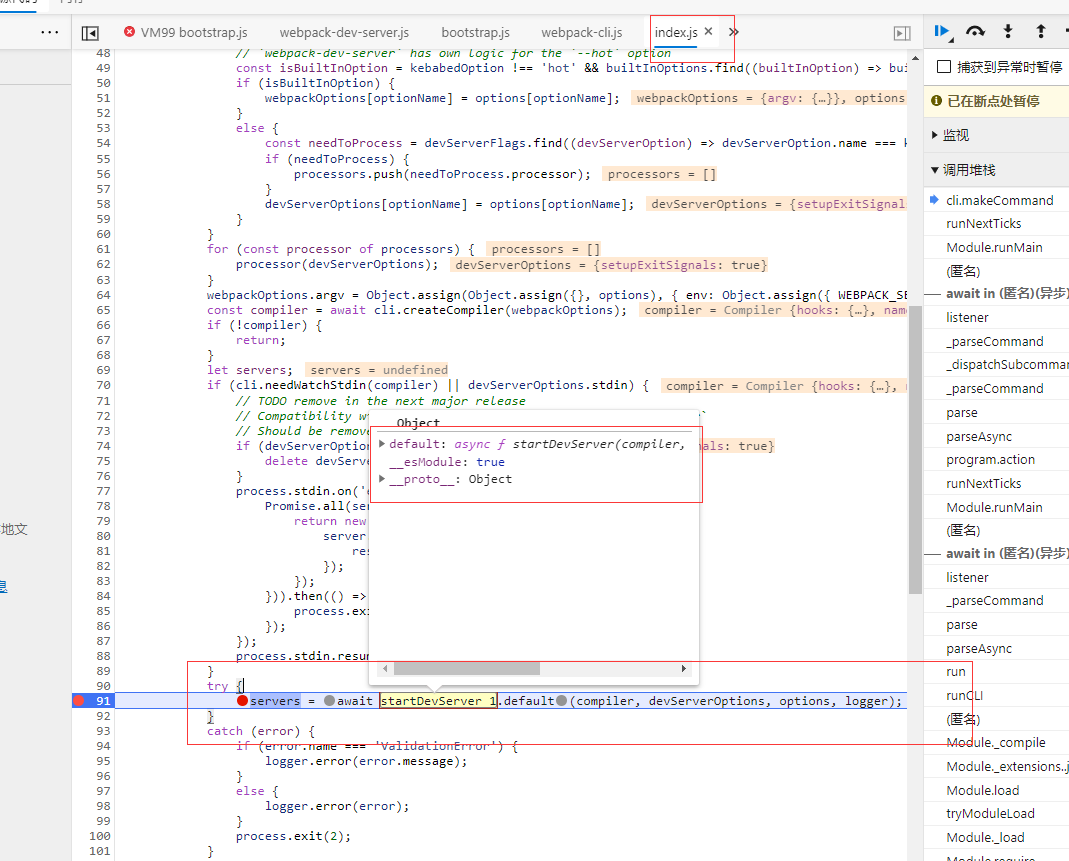 ···
VM99 bootstrap.js
webpack-dev-server.js
bootstrap.js
webpack-cli.js
index.js ×
»
捕获到异常时暂停
已在断点处暂停
监视
调用堆栈
cli.makeCommand
runNextTicks
Module.runMain
(匿名)
await in (匿名)(异步)
listener
_parseCommand
_dispatchSubcomman
_parseCommand
parse
parseAsync
program.action
runNextTicks
Module.runMain
(匿名)
await in (匿名)(异步)
listener
_parseCommand
parse
parseAsync
run
runCLI
(匿名)
Module._compile
Module._extensions..j
Module.load
tryModuleLoad
Module._load
Module.require
地文
息
48 // `webpack-dev-server` has own logic for the `--hot` option
49 const isBuiltInOption = kebabedOption !== 'hot' && builtInOptions.find((builtInOption) => bui
50 if (isBuiltInOption) {
51 webpackOptions[optionName] = options[optionName]; webpackOptions = {argv: {…}}, options
52 }
53 else {
54 const needToProcess = devServerFlags.find((devServerOption) => devServerOption.name === k
55 if (needToProcess) {
56 processors.push(needToProcess.processor); processors = []
57 }
58 devServerOptions[optionName] = options[optionName]; devServerOptions = {setupExitSignal
59 }
60 }
61 for (const processor of processors) { processors = []
62 processor(devServerOptions); devServerOptions = {setupExitSignals: true}
63 }
64 webpackOptions.argv = Object.assign(Object.assign({}, options), { env: Object.assign({ WEBPACK_SE
65 const compiler = await cli.createCompiler(webpackOptions); compiler = Compiler {hooks: {…}, nam
66 if (!compiler) {
67 return;
68 }
69 let servers; servers = undefined
70 if (cli.needWatchStdin(compiler) || devServerOptions.stdin) { compiler = Compiler {hooks: {…},
71 // TODO remove in the next major release
72 // Compatibility w
73 // Should be remove
74 if (devServerOption nals: true}
75 delete devServe
76 }
77 process.stdin.on('e
78 Promise.all(ser
79 return new
80 server
81 res
82 });
83 });
84 })).then(() =>
85 process.exi
86 });
87 });
88 process.stdin.resum
89 }
90 try {
91 servers = await startDevServer_1.default(compiler, devServerOptions, options, logger);
92 }
93 catch (error) {
94 if (error.name === 'ValidationError') {
95 logger.error(error.message);
96 }
97 else {
98 logger.error(error);
99 }
100 process.exit(2);
101 }
Object
default: async ƒ startDevServer(compiler,
__esModule: true
__proto__: Object